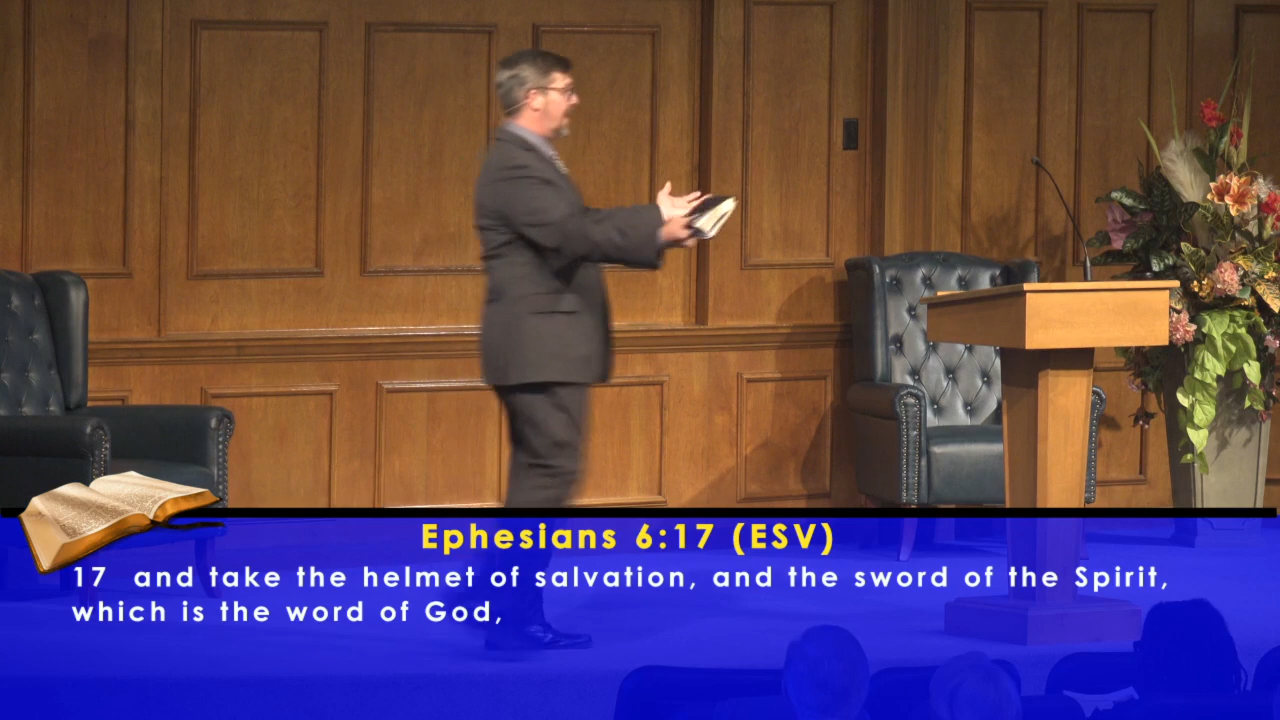 Ephesians 6:17 (ESV)
17 and take the helmet of salvation, and the sword of the Spirit,
which is the word of God,